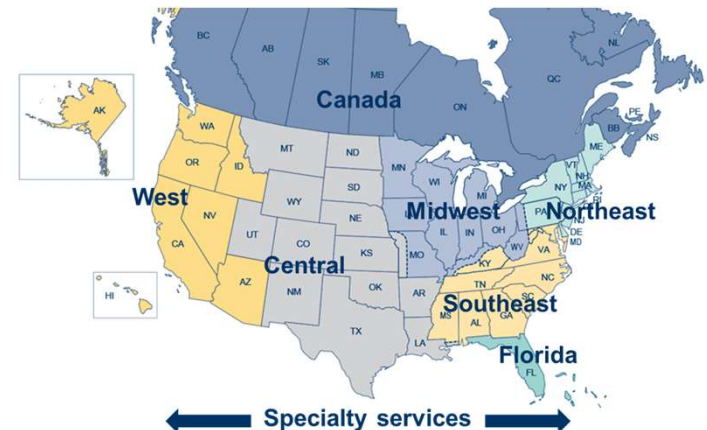 BC
AB
SK
MB
ON
QC
NL
PE
NS
BB
Canada
AK
WA
OR
ID
MT
ND
SD
MN
WI
MI
ME
VT
NH
MA
RI
NY
West
NV
CA
AZ
WY
NE
UT
CO
KS
NM
OK
TX
Central
Midwest
IL
IN
OH
WV
MO
Northeast
PA
NJ
DE
MD
VA
KY
NC
TN
SC
AR
LA
Southeast
MS
AL
GA
Florida
FL
HI
Specialty services